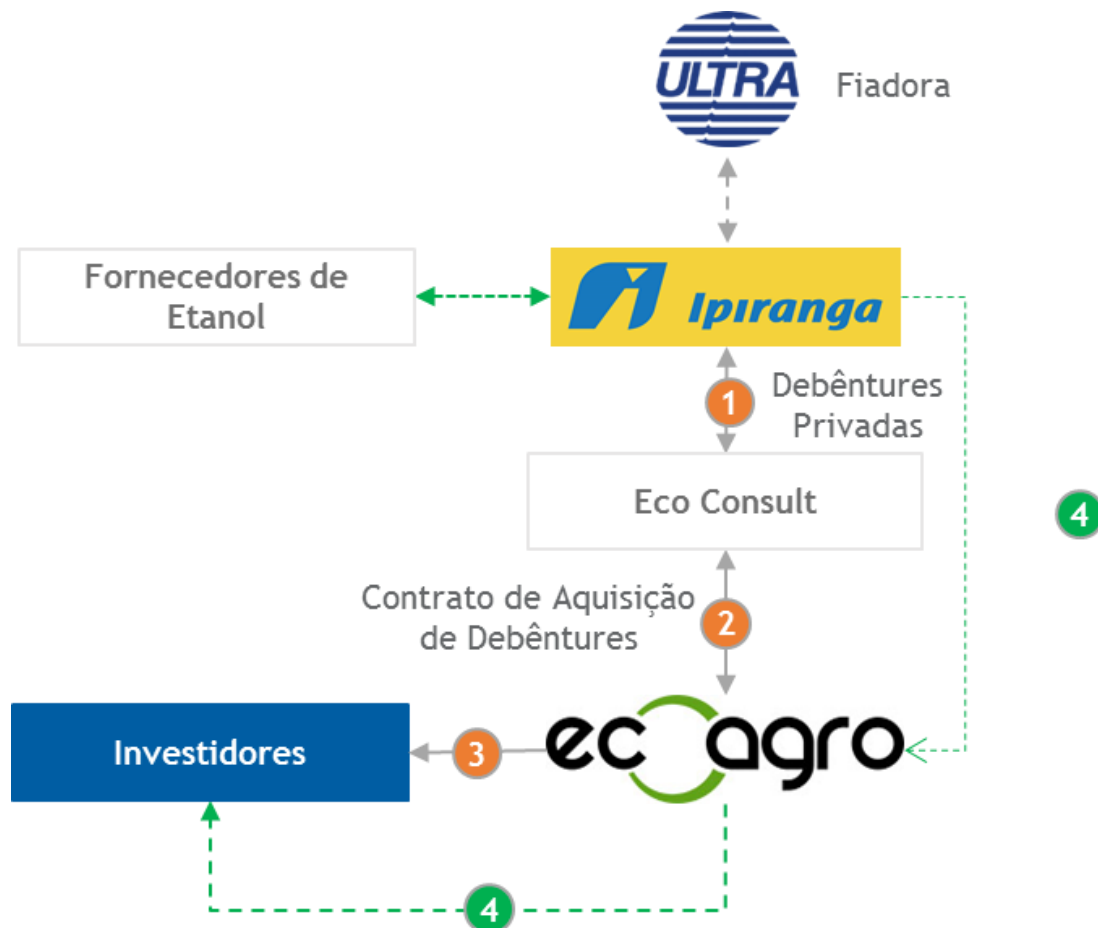 ULTRA
Fiadora
Fornecedores de
Etanol
Ipiranga
1
Debêntures
Privadas
Eco Consult
4
Contrato de Aquisição
de Debêntures
2
Investidores
3
ecoagro
4